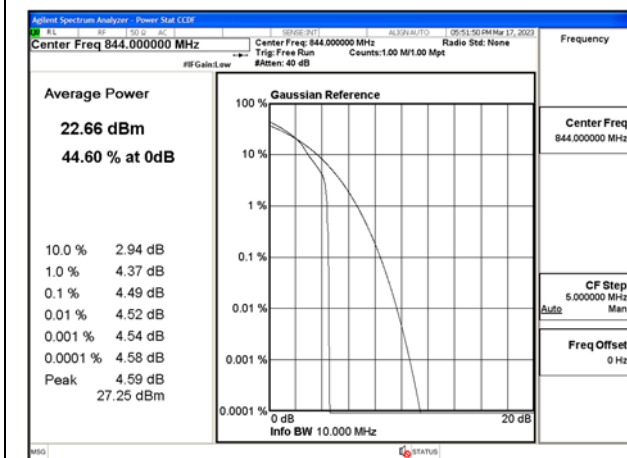 Agilent Spectrum Analyzer - Power Stat CCDF
RL RF 50 Ω AC SENSE:INT ALIGN AUTO 05:51:50 PM Mar 17, 2023
Center Freq 844.000000 MHz
Center Freq: 844.000000 MHz Radio Std: None
Trig: Free Run Counts:1.00 M/1.00 Mpt
#IFGain:Low #Atten: 40 dB
Frequency
Average Power
22.66 dBm
44.60 % at 0dB
10.0 % 2.94 dB
1.0 % 4.37 dB
0.1 % 4.49 dB
0.01 % 4.52 dB
0.001 % 4.54 dB
0.0001 % 4.58 dB
Peak 4.59 dB
27.25 dBm
Gaussian Reference
100 %
10 %
1 %
0.1 %
0.01 %
0.001 %
0.0001 %
0 dB 20 dB
Info BW 10.000 MHz
Center Freq
844.000000 MHz
CF Step
5.000000 MHz
Auto Man
Freq Offset
0 Hz
MSG STATUS